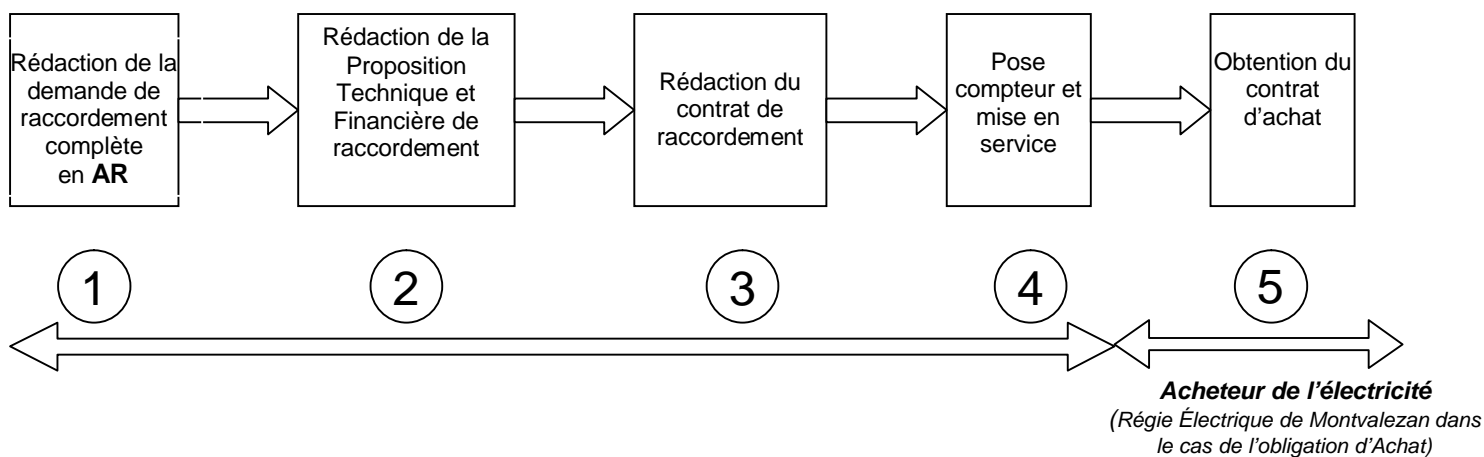 Rédaction de la
demande de
raccordement
complète
en AR
Rédaction de la
Proposition
Technique et
Financière de
raccordement
Rédaction du
contrat de
raccordement
Pose
compteur et
mise en
service
Obtention du
contrat
d’achat
1
2
3
4
5
Acheteur de l’électricité
(Régie Électrique de Montvalezan dans
le cas de l’obligation d’Achat)